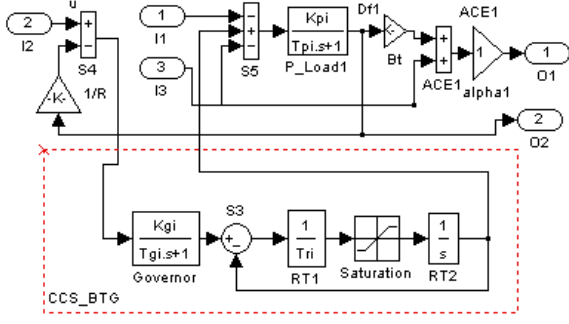 u
2
I2
+
−
S4
-K-
1/R
1
I1
3
I3
−
+
−
S5
Kpi
Tpi.s+1
P_Load1
Df1
-K-
Bt
+
+
ACE1
ACE1
1
alpha1
1
O1
2
O2
Kgi
Tgi.s+1
Governor
S3
+
−
1
Tri
RT1
Saturation
1
s
RT2
CCS_BTG